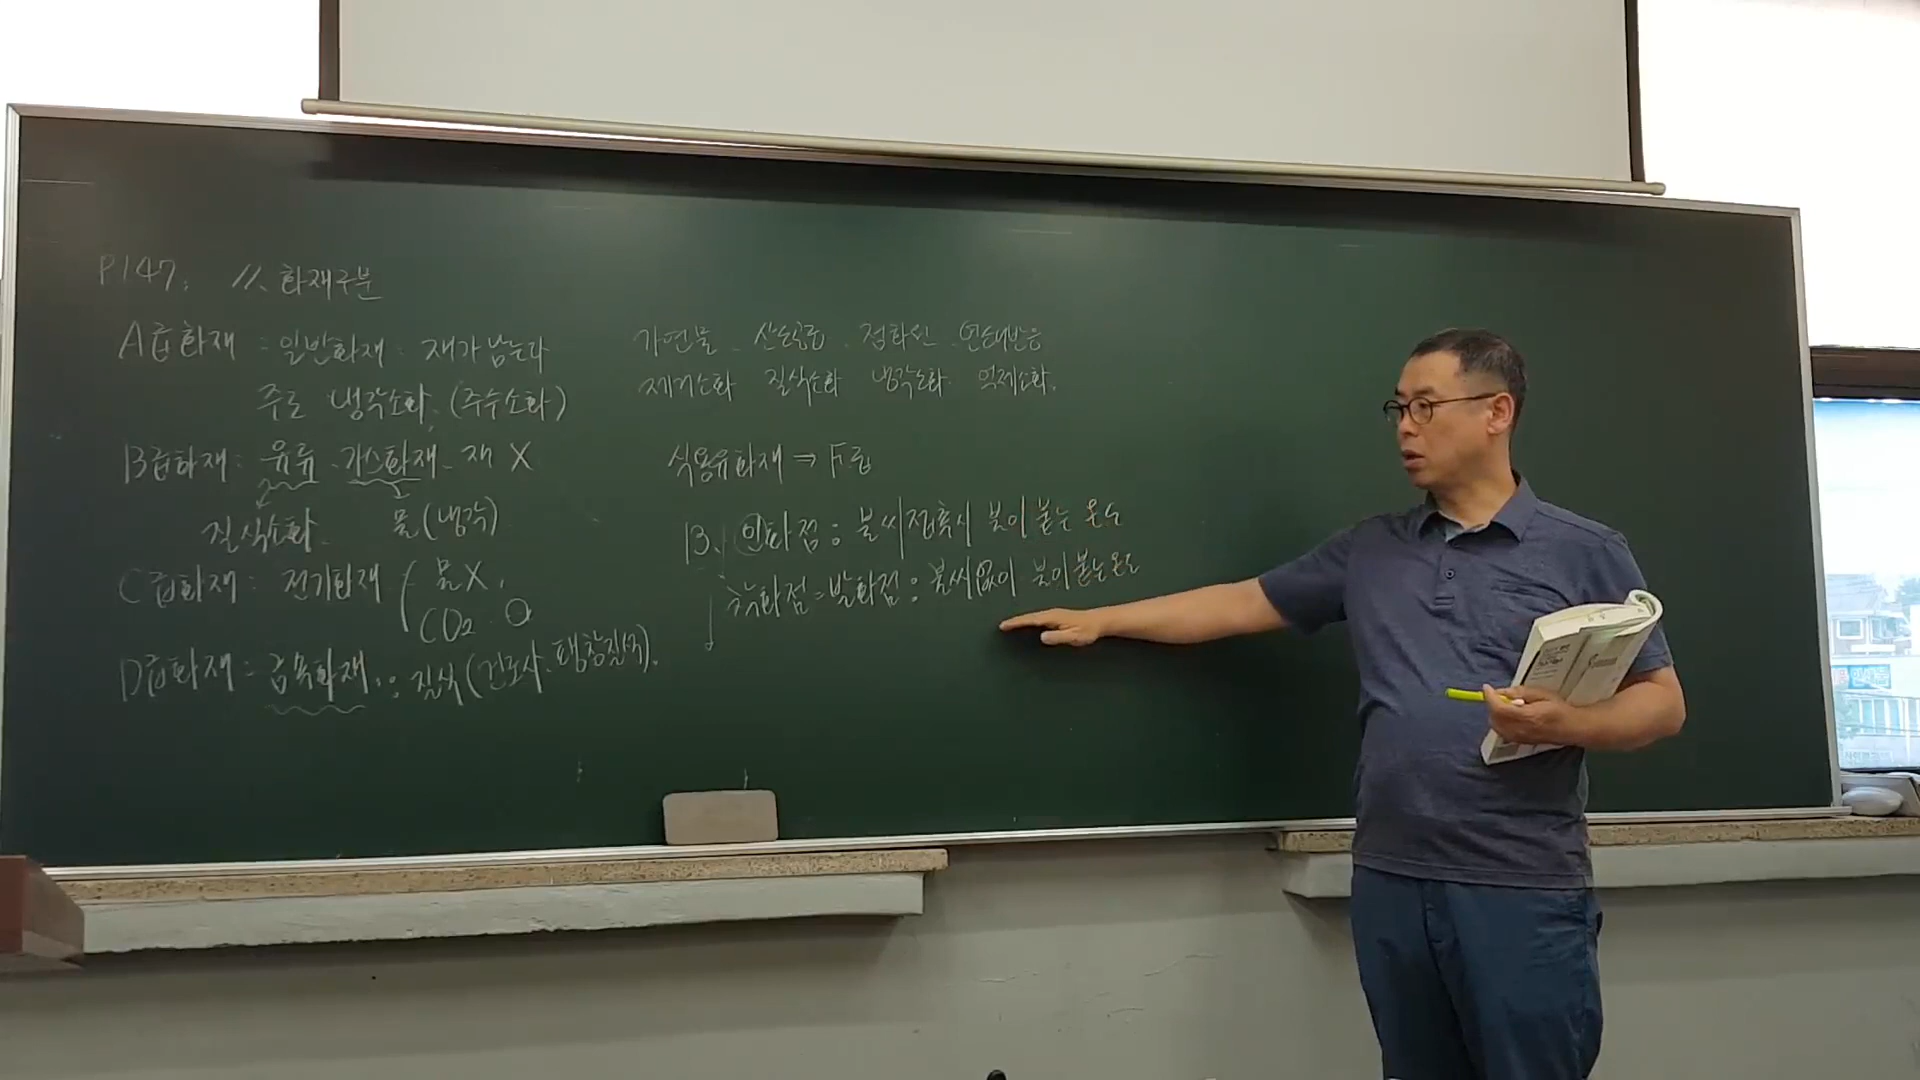 P147. 11. 화재구분
A급화재 : 일반화재 : 재가 남는다
주로 냉각소화. (주수소화)
B급화재 : 유류. 가스화재. 재 X
질식소화. 물(냉각)
C급화재 : 전기화재 물X.
CO2. O
D급화재 = 금속화재. : 질식(건조사. 팽창질석).
가연물. 산소공급. 점화원. 연쇄반응
제거소화 질식소화 냉각소화 억제소화.
식용유화재 ⇒ F급
13. 인화점 : 불씨접촉시 불이 붙는 온도
착화점 = 발화점 : 불씨없이 불이 붙는 온도